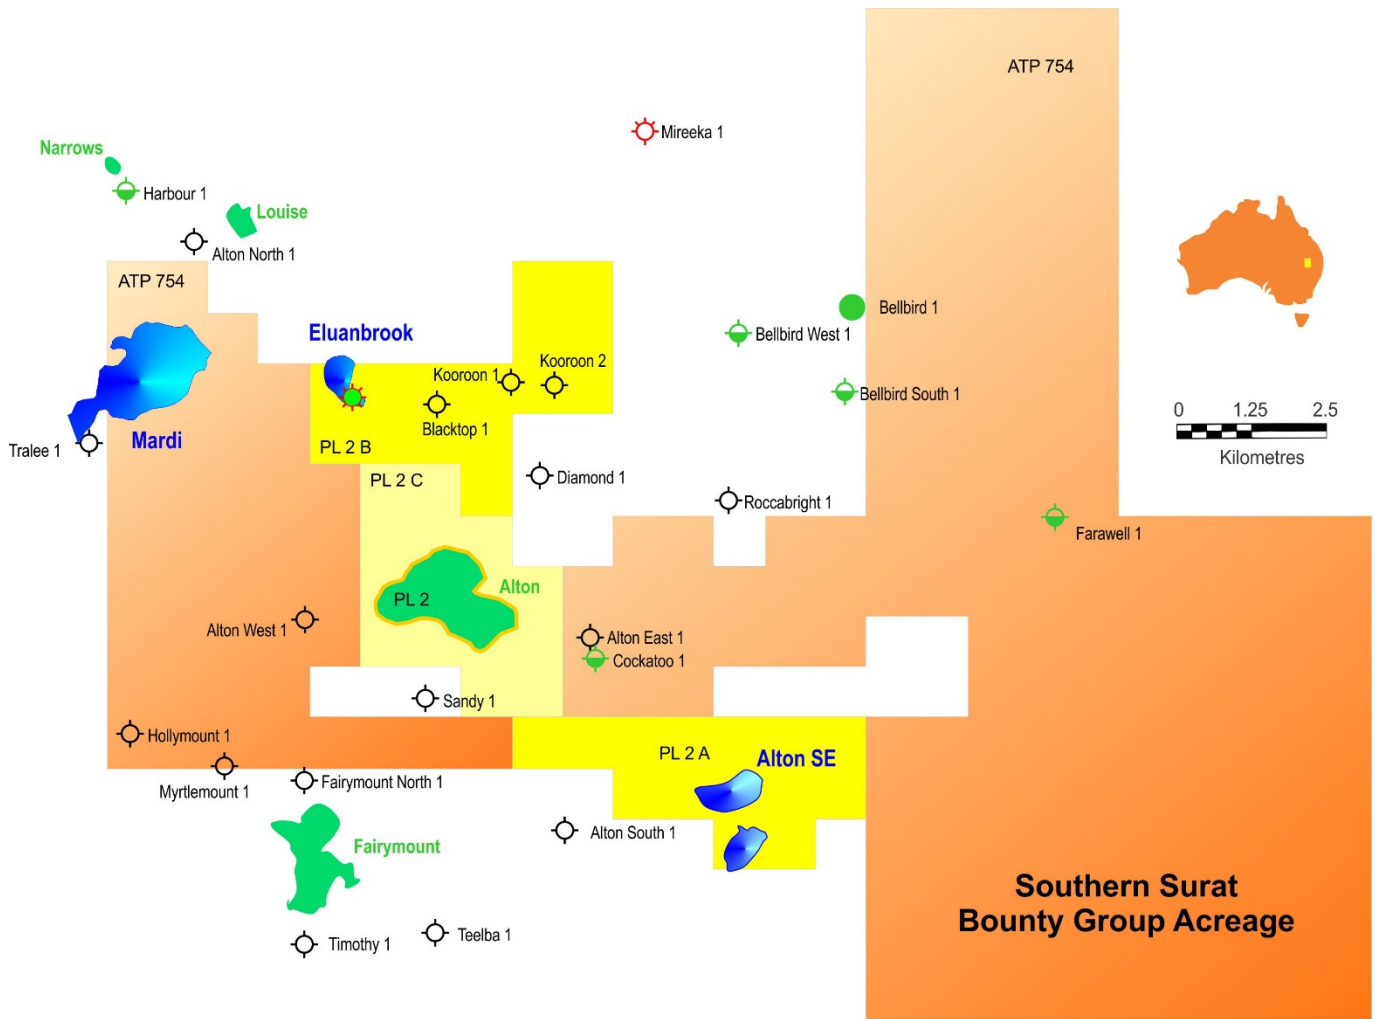 ATP 754
Mireeka 1
Narrows
Harbour 1
Louise
Alton North 1
ATP 754
Bellbird 1
Eluanbrook
Bellbird West 1
Kooroon 2
Kooroon 1
Bellbird South 1
0 1.25 2.5
Kilometres
Blacktop 1
Mardi
Tralee 1
PL 2 B
PL 2 C
Diamond 1
Roccabright 1
Farawell 1
Alton
PL 2
Alton West 1
Alton East 1
Cockatoo 1
Sandy 1
Hollymount 1
PL 2 A
Alton SE
Myrtlemount 1
Fairymount North 1
Alton South 1
Fairymount
Southern Surat
Bounty Group Acreage
Timothy 1
Teelba 1